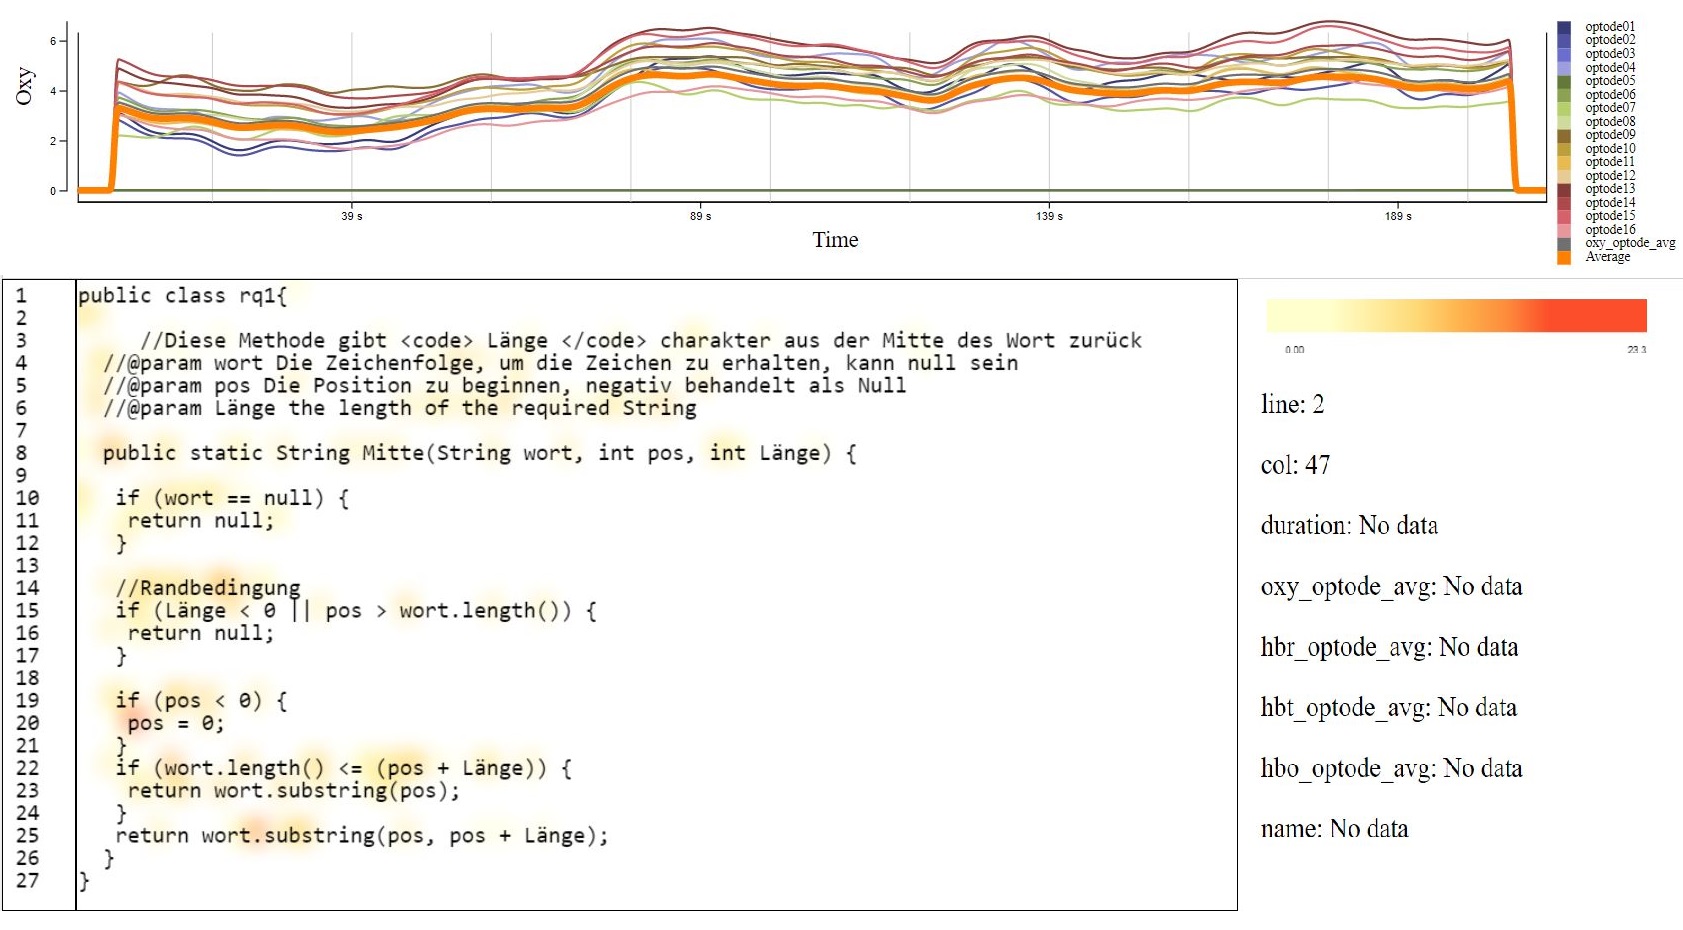 Oxy
6
4
2
0
39 s
89 s
139 s
189 s
Time
optode01
optode02
optode03
optode04
optode05
optode06
optode07
optode08
optode09
optode10
optode11
optode12
optode13
optode14
optode15
optode16
oxy_optode_avg
Average
1 public class rq1{
2
3 //Diese Methode gibt <code> Länge </code> charakter aus der Mitte des Wort zurück
4 //@param wort Die Zeichenfolge, um die Zeichen zu erhalten, kann null sein
5 //@param pos Die Position zu beginnen, negativ behandelt als Null
6 //@param Länge the length of the required String
7
8 public static String Mitte(String wort, int pos, int Länge) {
9
10 if (wort == null) {
11 return null;
12 }
13
14 //Randbedingung
15 if (Länge < 0 || pos > wort.length()) {
16 return null;
17 }
18
19 if (pos < 0) {
20 pos = 0;
21 }
22 if (wort.length() <= (pos + Länge)) {
23 return wort.substring(pos);
24 }
25 return wort.substring(pos, pos + Länge);
26 }
27 }
0.00 23.3
line: 2
col: 47
duration: No data
oxy_optode_avg: No data
hbr_optode_avg: No data
hbt_optode_avg: No data
hbo_optode_avg: No data
name: No data